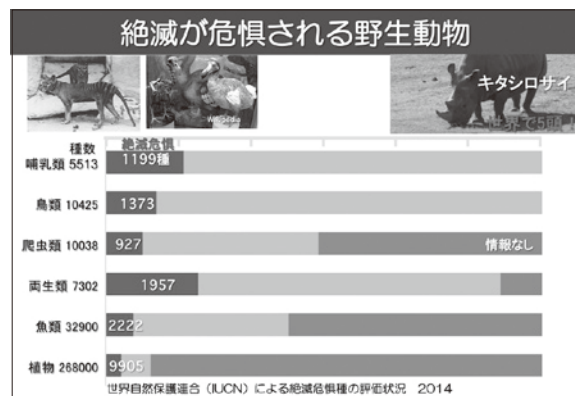 絶滅が危惧される野生動物
Wikipedia
キタシロサイ
世界で5頭！
種数
絶滅危惧
哺乳類 5513
1199種
鳥類 10425
1373
爬虫類 10038
927
情報なし
両生類 7302
1957
魚類 32900
2222
植物 268000
9905
世界自然保護連合（IUCN）による絶滅危惧種の評価状況　2014